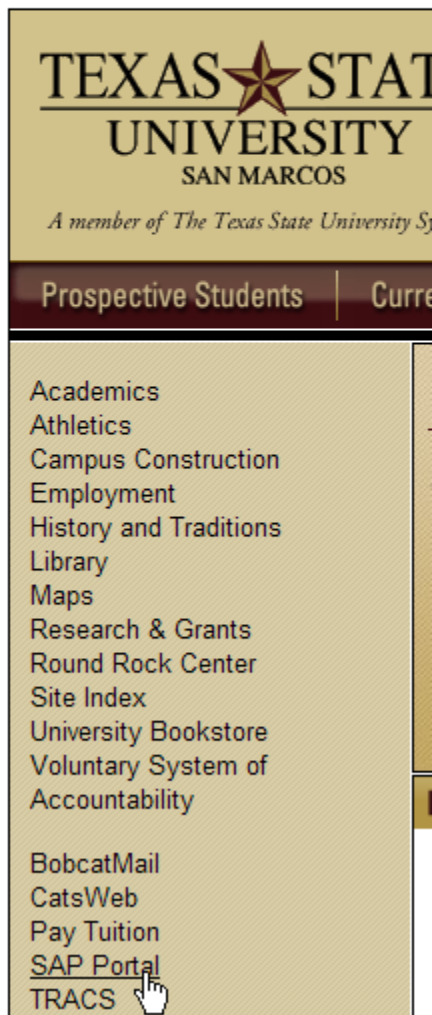 TEXAS STAT
UNIVERSITY
SAN MARCOS
A member of The Texas State University Sy
Prospective Students Curre
Academics
Athletics
Campus Construction
Employment
History and Traditions
Library
Maps
Research & Grants
Round Rock Center
Site Index
University Bookstore
Voluntary System of
Accountability
BobcatMail
CatsWeb
Pay Tuition
SAP Portal
TRACS